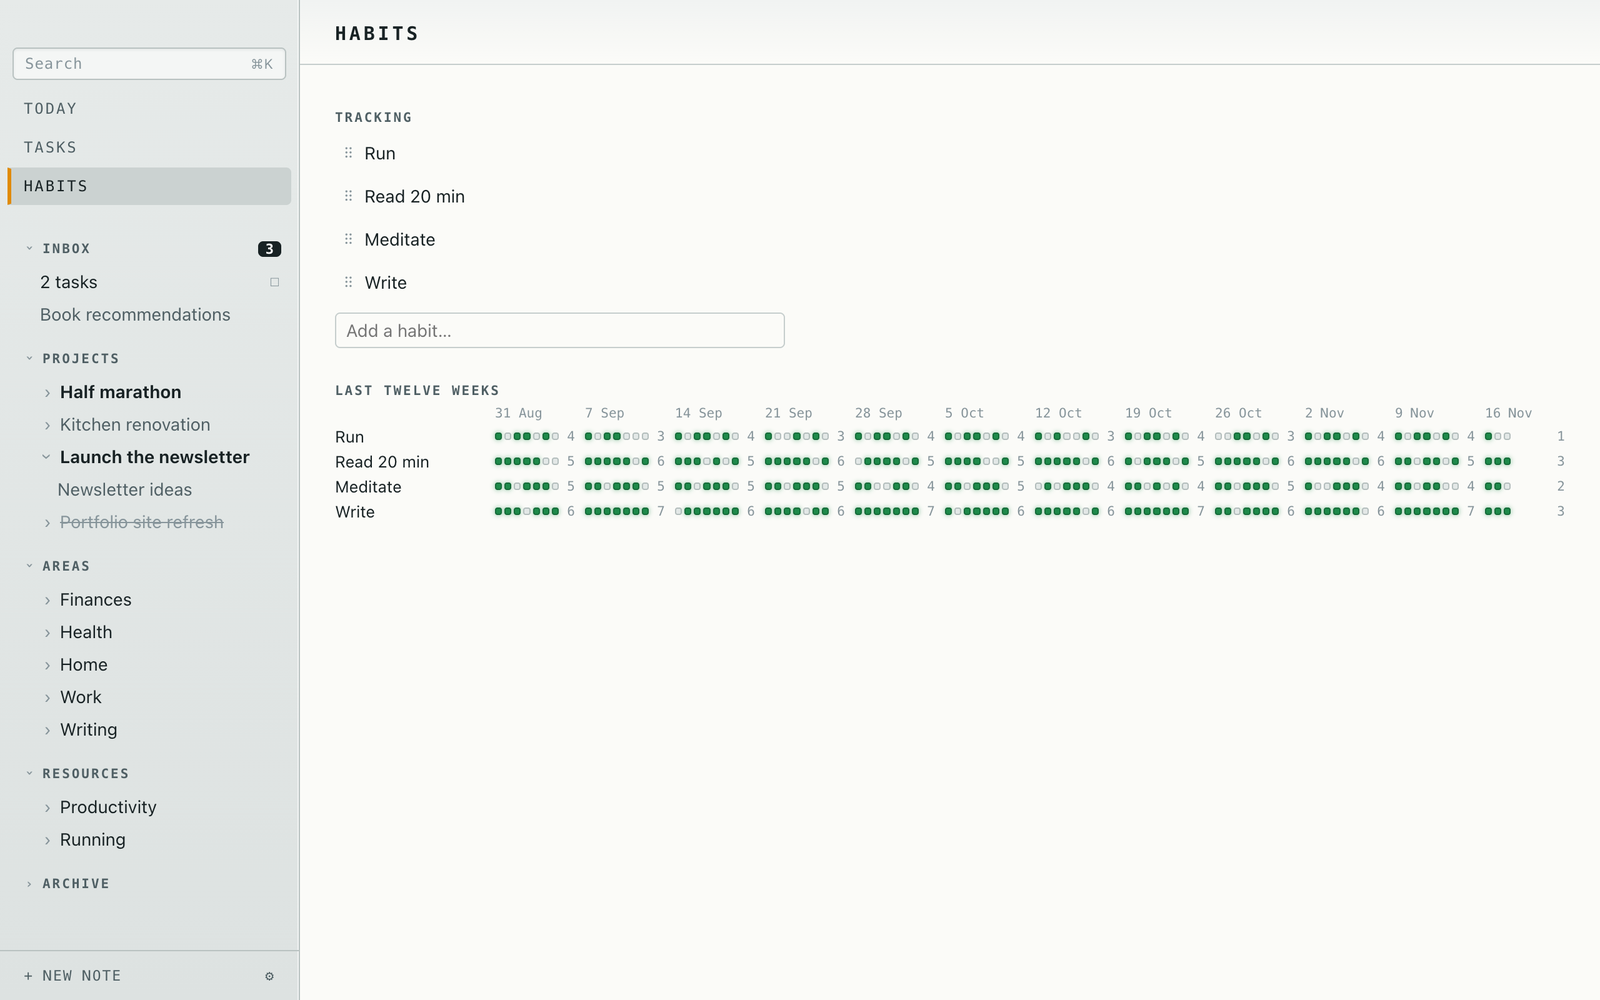 Search ⌘K
TODAY
TASKS
HABITS
INBOX 3
2 tasks
Book recommendations
PROJECTS
Half marathon
Kitchen renovation
Launch the newsletter
Newsletter ideas
Portfolio site refresh
AREAS
Finances
Health
Home
Work
Writing
RESOURCES
Productivity
Running
ARCHIVE
+ NEW NOTE
HABITS
TRACKING
Run
Read 20 min
Meditate
Write
Add a habit...
LAST TWELVE WEEKS
31 Aug 7 Sep 14 Sep 21 Sep 28 Sep 5 Oct 12 Oct 19 Oct 26 Oct 2 Nov 9 Nov 16 Nov
Run 4 3 4 3 4 4 3 4 3 4 4 1
Read 20 min 5 6 5 6 5 5 6 5 6 6 5 3
Meditate 5 5 5 5 4 5 4 4 5 4 4 2
Write 6 7 6 6 7 6 6 7 6 6 7 3